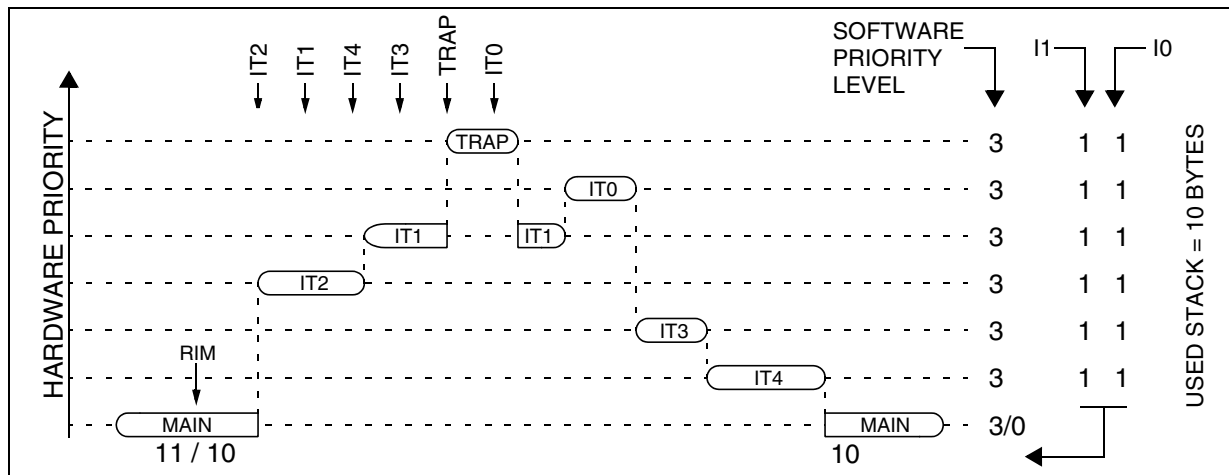 IT2
IT1
IT4
IT3
TRAP
IT0
SOFTWARE
PRIORITY
LEVEL
I1
I0
HARDWARE PRIORITY
TRAP
3
1 1
IT0
3
1 1
IT1
IT1
3
1 1
IT2
3
1 1
IT3
3
1 1
RIM
IT4
3
1 1
MAIN
MAIN
3/0
11 / 10
10
USED STACK = 10 BYTES